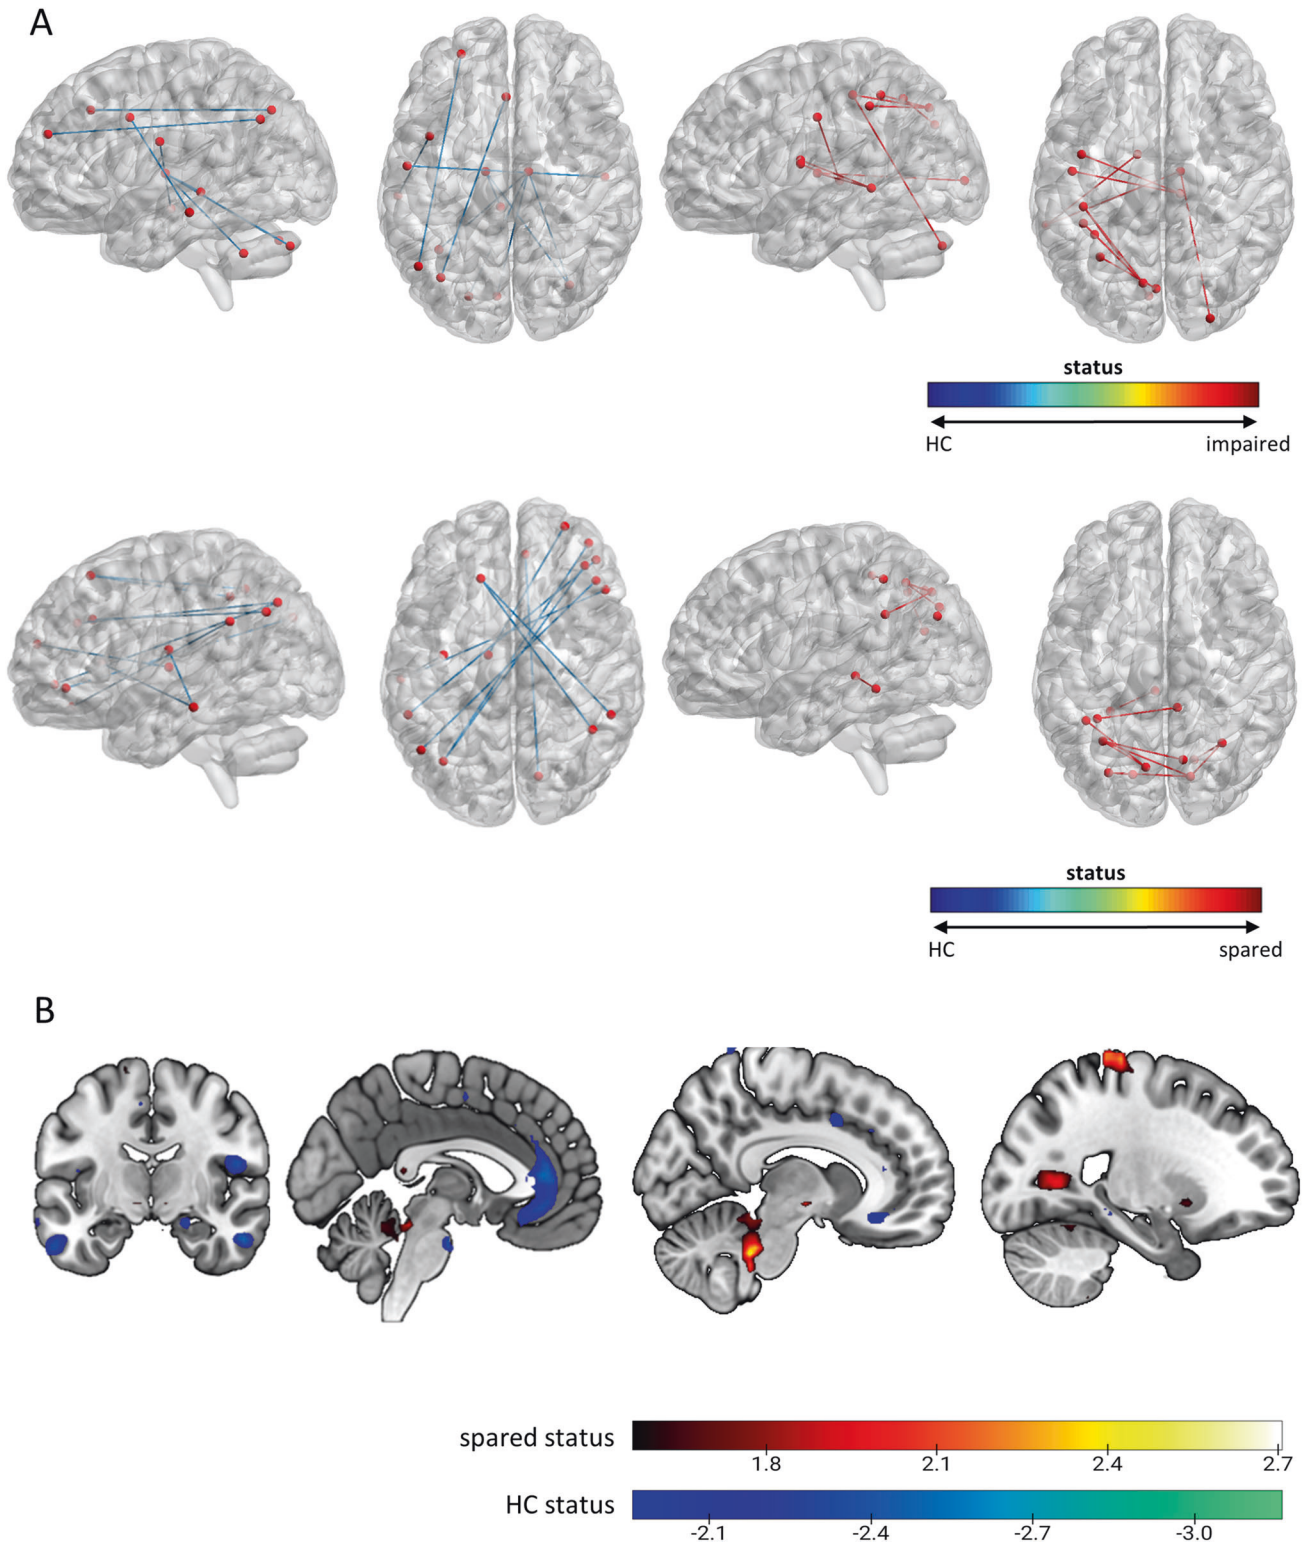 A
status
HC impaired
status
HC spared
B
spared status
1.8 2.1 2.4 2.7
HC status
-2.1 -2.4 -2.7 -3.0